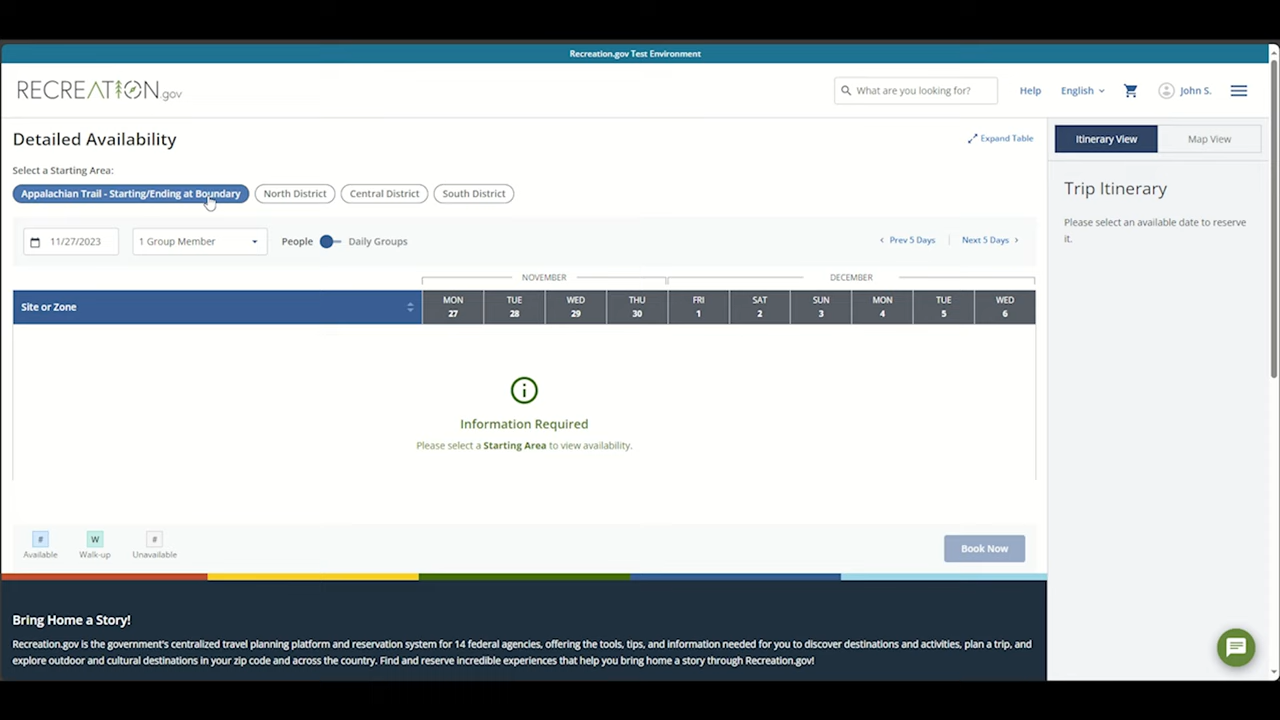 Recreation.gov Test Environment
RECREATION.gov
What are you looking for?
Help
English
John S.
Detailed Availability
Expand Table
Select a Starting Area:
Appalachian Trail - Starting/Ending at Boundary
North District
Central District
South District
11/27/2023
1 Group Member
People
Daily Groups
Prev 5 Days
Next 5 Days
NOVEMBER
DECEMBER
Site or Zone
MON 27
TUE 28
WED 29
THU 30
FRI 1
SAT 2
SUN 3
MON 4
TUE 5
WED 6
Information Required
Please select a Starting Area to view availability.
# Available
W Walk-up
# Unavailable
Book Now
Itinerary View
Map View
Trip Itinerary
Please select an available date to reserve
it.
Bring Home a Story!
Recreation.gov is the government's centralized travel planning platform and reservation system for 14 federal agencies, offering the tools, tips, and information needed for you to discover destinations and activities, plan a trip, and
explore outdoor and cultural destinations in your zip code and across the country. Find and reserve incredible experiences that help you bring home a story through Recreation.gov!